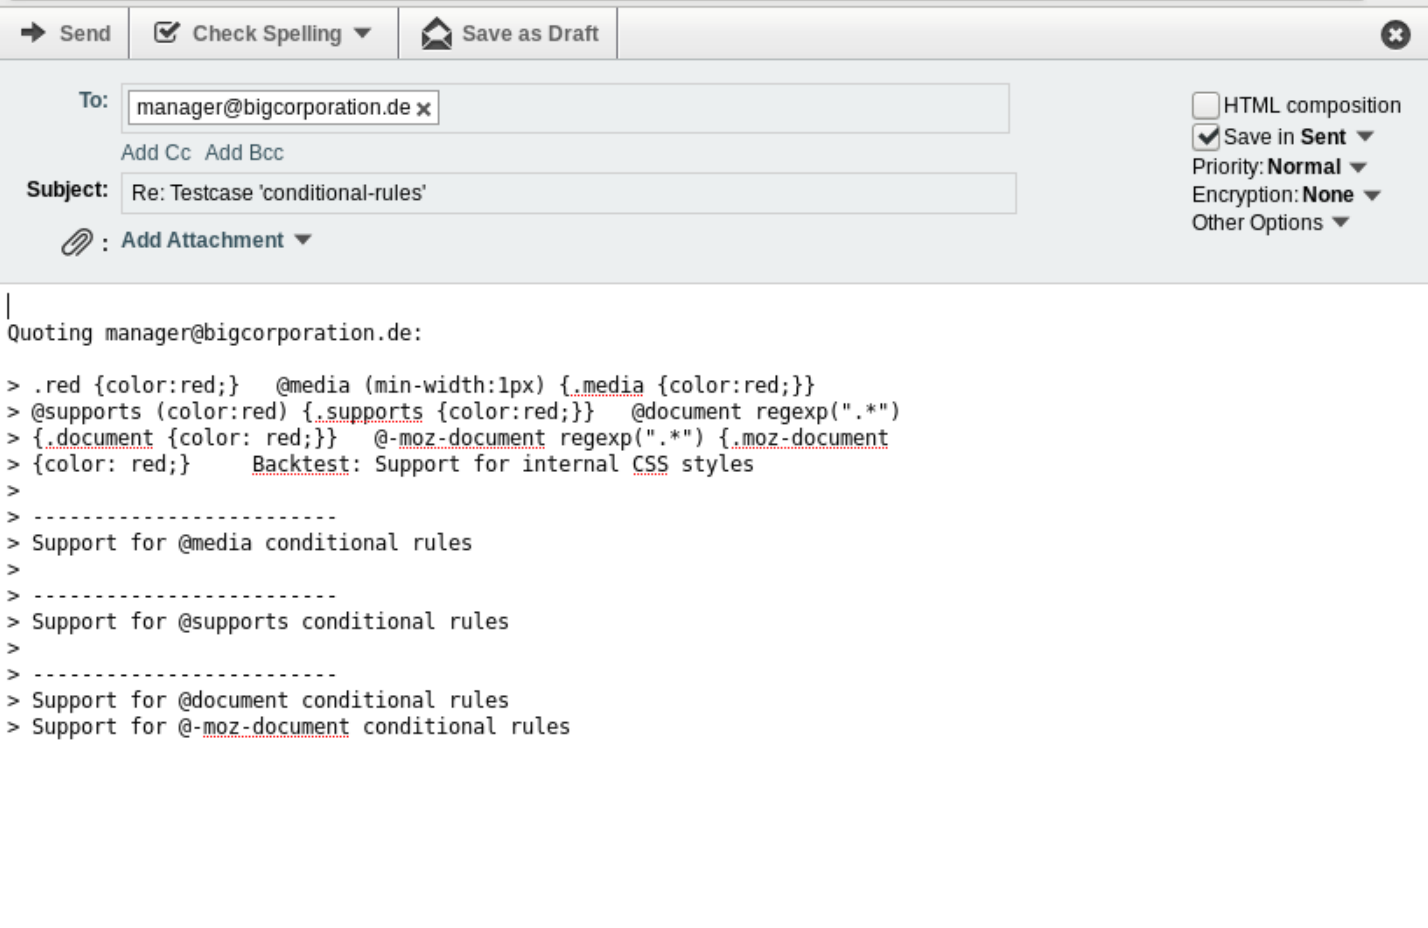 Send Check Spelling Save as Draft
To: manager@bigcorporation.de
HTML composition
Save in Sent
Add Cc Add Bcc
Priority: Normal
Subject: Re: Testcase 'conditional-rules'
Encryption: None
Other Options
: Add Attachment
Quoting manager@bigcorporation.de:
> .red {color:red;}   @media (min-width:1px) {.media {color:red;}}
> @supports (color:red) {.supports {color:red;}}   @document regexp(".*")
> {.document {color: red;}}   @-moz-document regexp(".*") {.moz-document
> {color: red;}     Backtest: Support for internal CSS styles
>
> -------------------------
> Support for @media conditional rules
>
> -------------------------
> Support for @supports conditional rules
>
> -------------------------
> Support for @document conditional rules
> Support for @-moz-document conditional rules